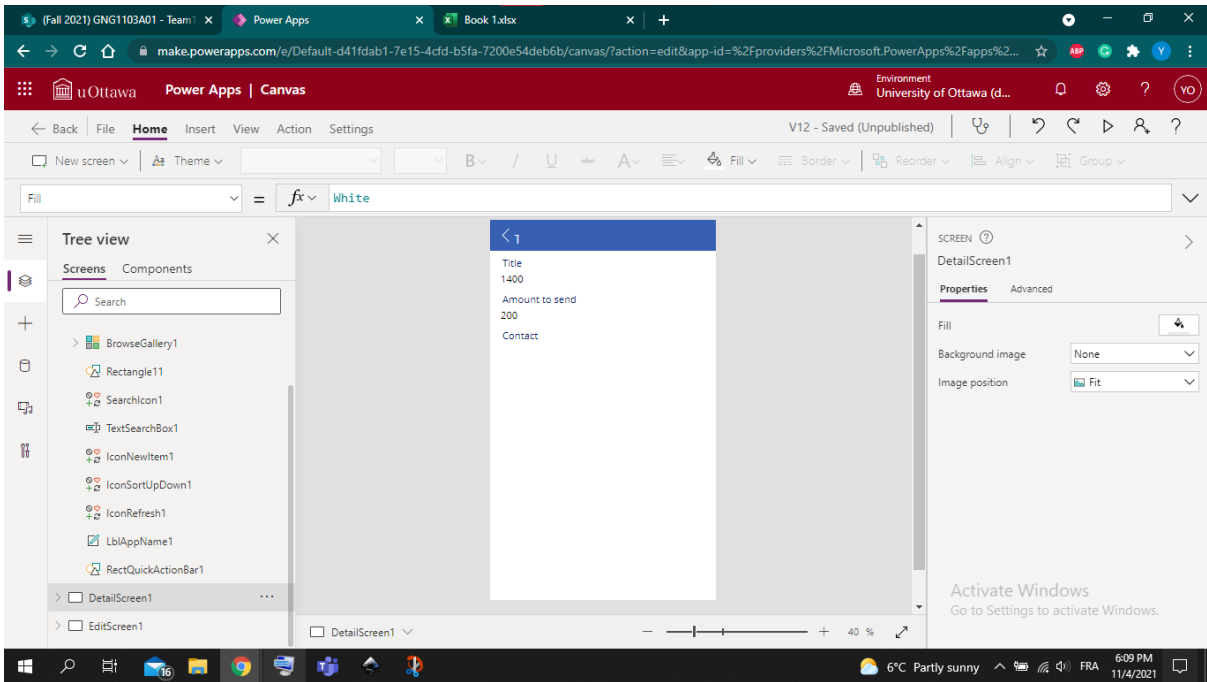 (Fall 2021) GNG1103A01 - Team1
Power Apps
Book 1.xlsx
make.powerapps.com/e/Default-d41fdab1-7e15-4cfd-b5fa-7200e54deb6b/canvas/?action=edit&app-id=%2Fproviders%2FMicrosoft.PowerApps%2Fapps%2...
ABP
G
Y
uOttawa
Power Apps | Canvas
Environment
University of Ottawa (d...
YO
Back File Home Insert View Action Settings
V12 - Saved (Unpublished)
New screen Theme
Fill Border Reorder Align Group
Fill = fx White
Tree view
Screens Components
Search
BrowseGallery1
Rectangle11
SearchIcon1
TextSearchBox1
IconNewItem1
IconSortUpDown1
IconRefresh1
LblAppName1
RectQuickActionBar1
DetailScreen1
EditScreen1
1
Title
1400
Amount to send
200
Contact
DetailScreen1
40 %
SCREEN
DetailScreen1
Properties Advanced
Fill
Background image None
Image position Fit
Activate Windows
Go to Settings to activate Windows.
16
6°C Partly sunny
FRA
6:09 PM
11/4/2021